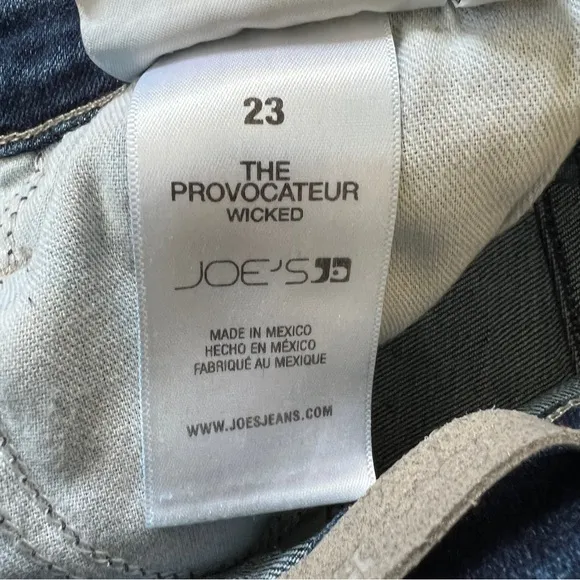 23
THE
PROVOCATEUR
WICKED
JOE'S
MADE IN MEXICO
HECHO EN MÉXICO
FABRIQUÉ AU MEXIQUE
WWW.JOESJEANS.COM